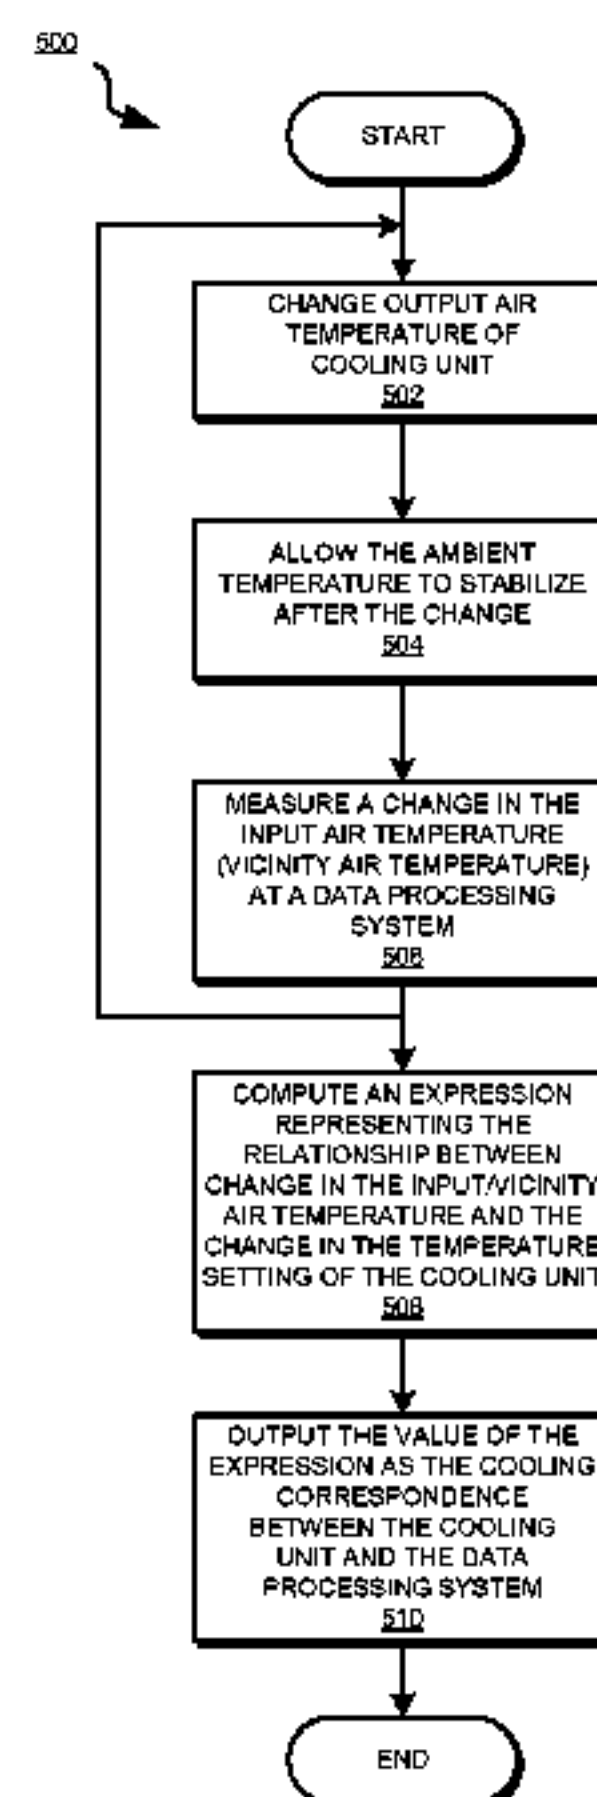 500
START
CHANGE OUTPUT AIR
TEMPERATURE OF
COOLING UNIT
502
ALLOW THE AMBIENT
TEMPERATURE TO STABILIZE
AFTER THE CHANGE
504
MEASURE A CHANGE IN THE
INPUT AIR TEMPERATURE
(VICINITY AIR TEMPERATURE)
AT A DATA PROCESSING
SYSTEM
506
COMPUTE AN EXPRESSION
REPRESENTING THE
RELATIONSHIP BETWEEN
CHANGE IN THE INPUT/VICINITY
AIR TEMPERATURE AND THE
CHANGE IN THE TEMPERATURE
SETTING OF THE COOLING UNIT
508
OUTPUT THE VALUE OF THE
EXPRESSION AS THE COOLING
CORRESPONDENCE
BETWEEN THE COOLING
UNIT AND THE DATA
PROCESSING SYSTEM
510
END